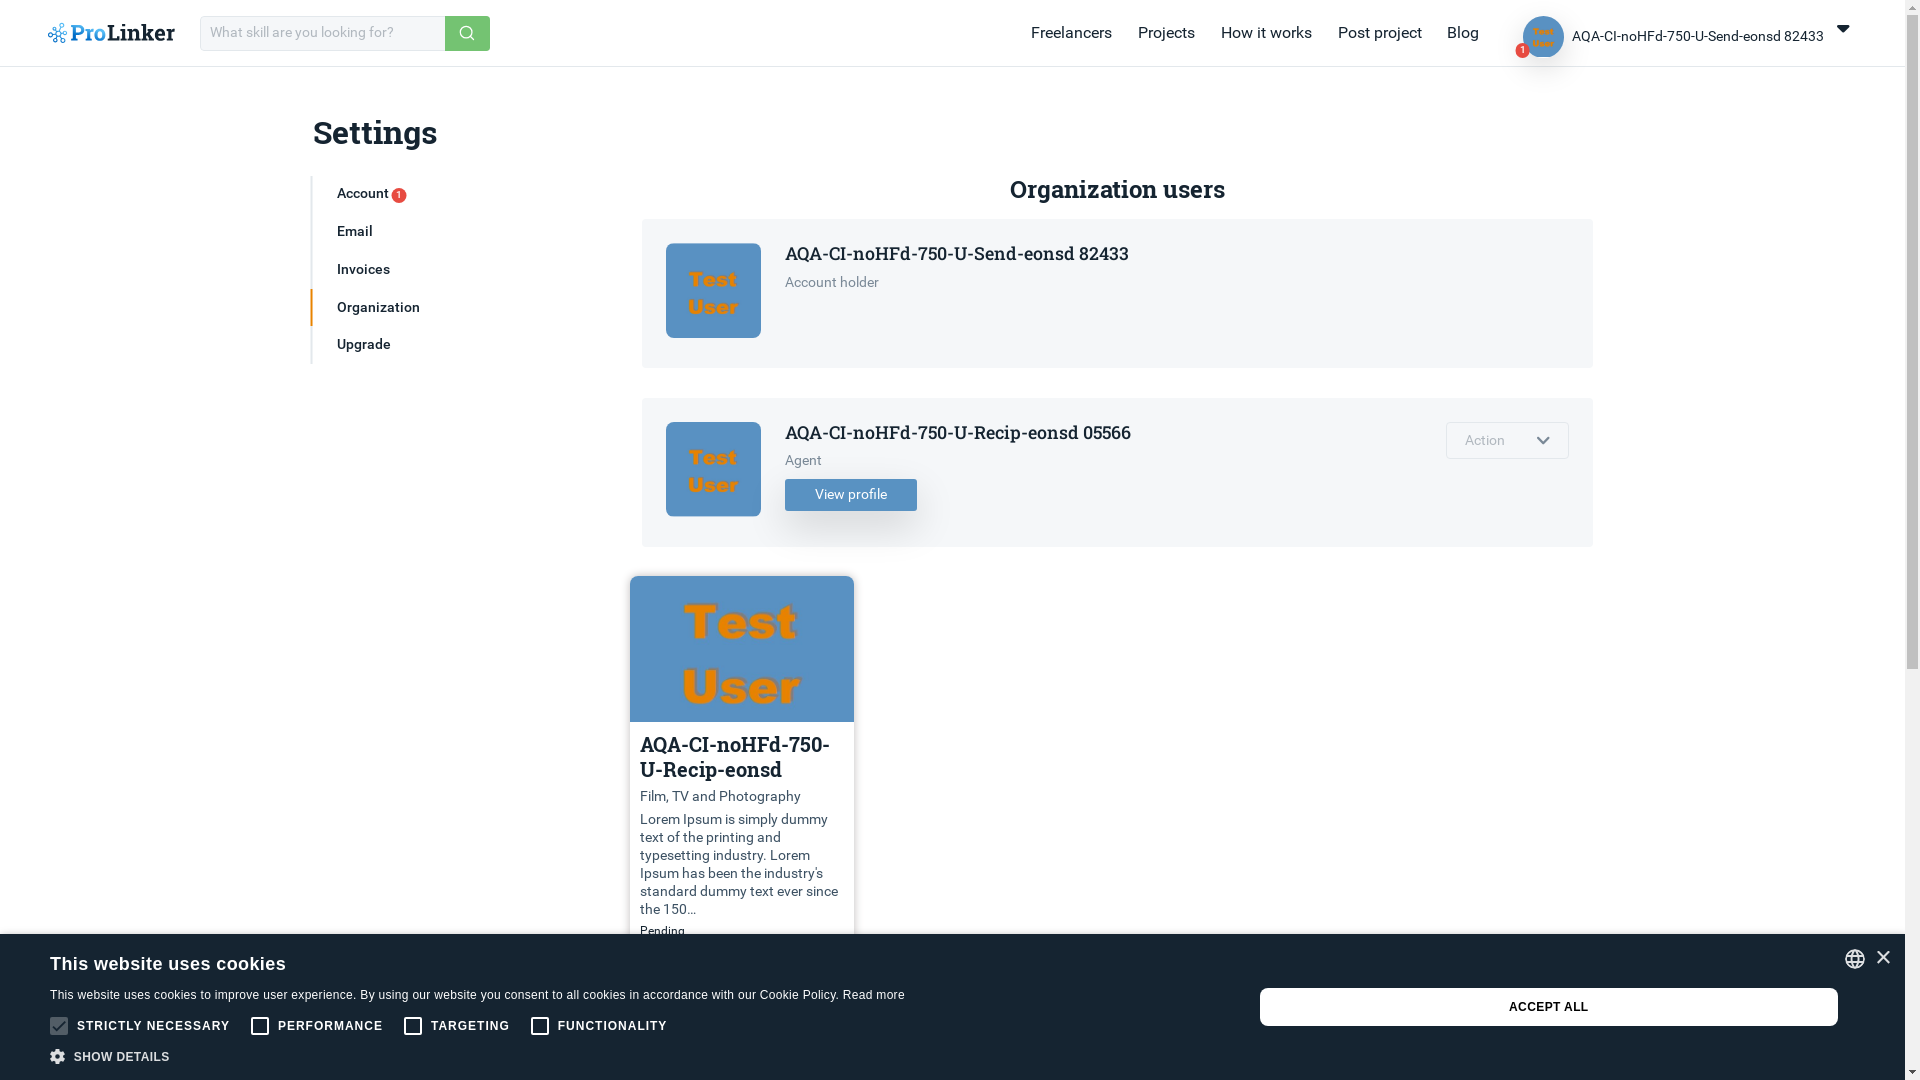 ProLinker
What skill are you looking for?
Freelancers
Projects
How it works
Post project
Blog
1
Test
User
AQA-CI-noHFd-750-U-Send-eonsd 82433
Settings
Account 1
Email
Invoices
Organization
Upgrade
Organization users
Test
User
AQA-CI-noHFd-750-U-Send-eonsd 82433
Account holder
Test
User
AQA-CI-noHFd-750-U-Recip-eonsd 05566
Agent
View profile
Action
Test
User
AQA-CI-noHFd-750-
U-Recip-eonsd
Film, TV and Photography
Lorem Ipsum is simply dummy
text of the printing and
typesetting industry. Lorem
Ipsum has been the industry's
standard dummy text ever since
the 150...
Pending
This website uses cookies
This website uses cookies to improve user experience. By using our website you consent to all cookies in accordance with our Cookie Policy. Read more
STRICTLY NECESSARY
PERFORMANCE
TARGETING
FUNCTIONALITY
SHOW DETAILS
ACCEPT ALL